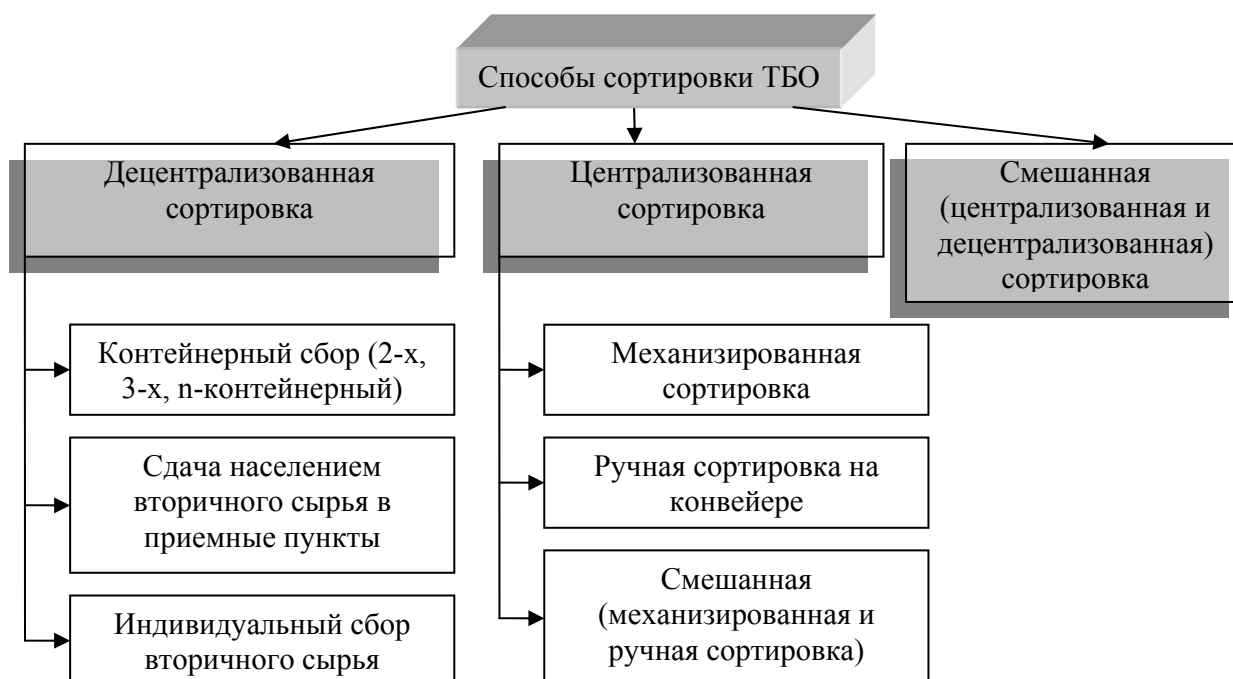 Способы сортировки ТБО
Децентрализованная
сортировка
Централизованная
сортировка
Смешанная
(централизованная и
децентрализованная)
сортировка
Контейнерный сбор (2-х,
3-х, n-контейнерный)
Сдача населением
вторичного сырья в
приемные пункты
Индивидуальный сбор
вторичного сырья
Механизированная
сортировка
Ручная сортировка на
конвейере
Смешанная
(механизированная и
ручная сортировка)